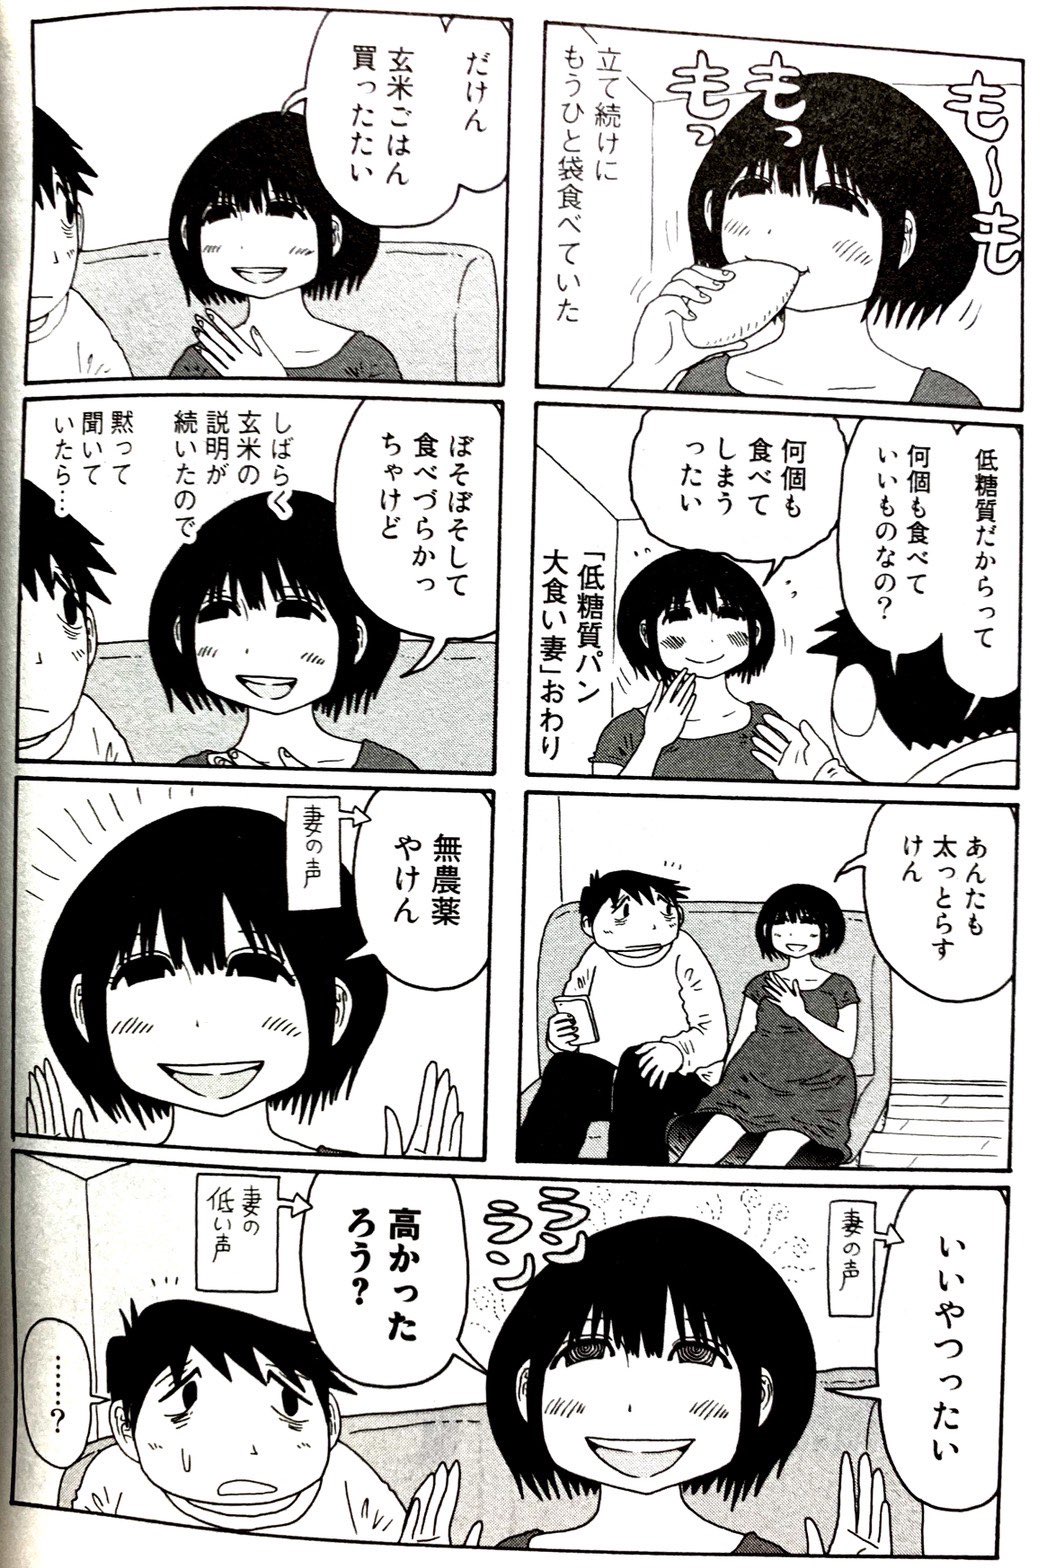 も〜も
もっ
もっ
立て続けに
もうひと袋食べていた
低糖質だからって
何個も食べて
いいものなの？
何個も
食べて
しまう
ったい
「低糖質パン
大食い妻」おわり
あんたも
太っとらす
けん
だけん
玄米ごはん
買ったたい
ぼそぼそして
食べづらかっ
ちゃけど
しばらく
玄米の
説明が
続いたので
黙って
聞いて
いたら…
妻の声
無農薬
やけん
妻の声
いいやつったい
ラン
ラン
妻の
低い声
高かった
ろう？
……？